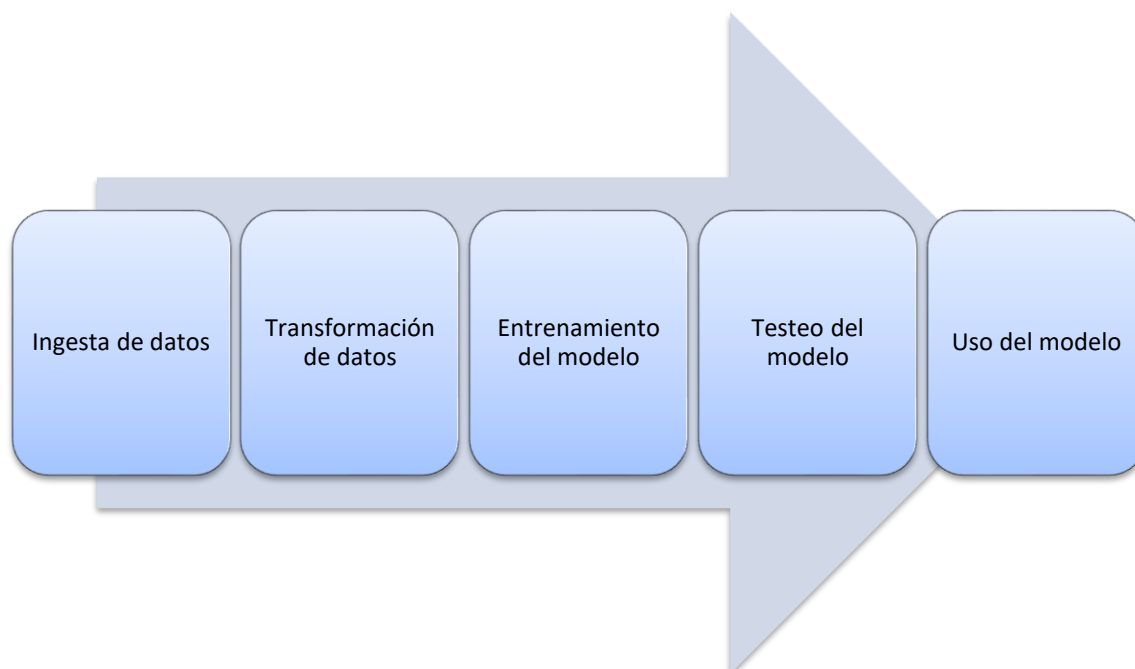 Ingesta de datos
Transformación
de datos
Entrenamiento
del modelo
Testeo del
modelo
Uso del modelo